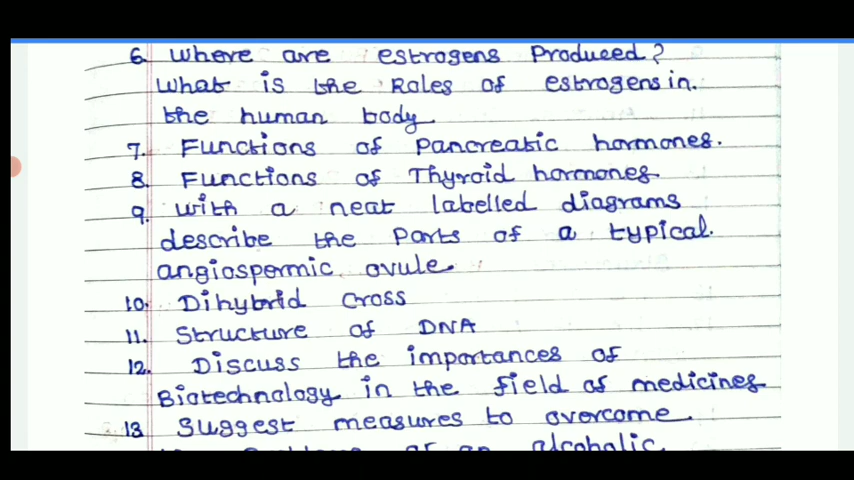 6. Where are estrogens Produced?
What is the Roles of estrogens in.
the human body.
7. Functions of Pancreatic hormones.
8. Functions of Thyroid hormones.
9. with a neat labelled diagrams
describe the Parts of a typical.
angiospermic ovule.
10. Dihybrid cross
11. Structure of DNA
12. Discuss the importances of
Biotechnology in the field of medicines
13 Suggest measures to overcome.
alcoholic.